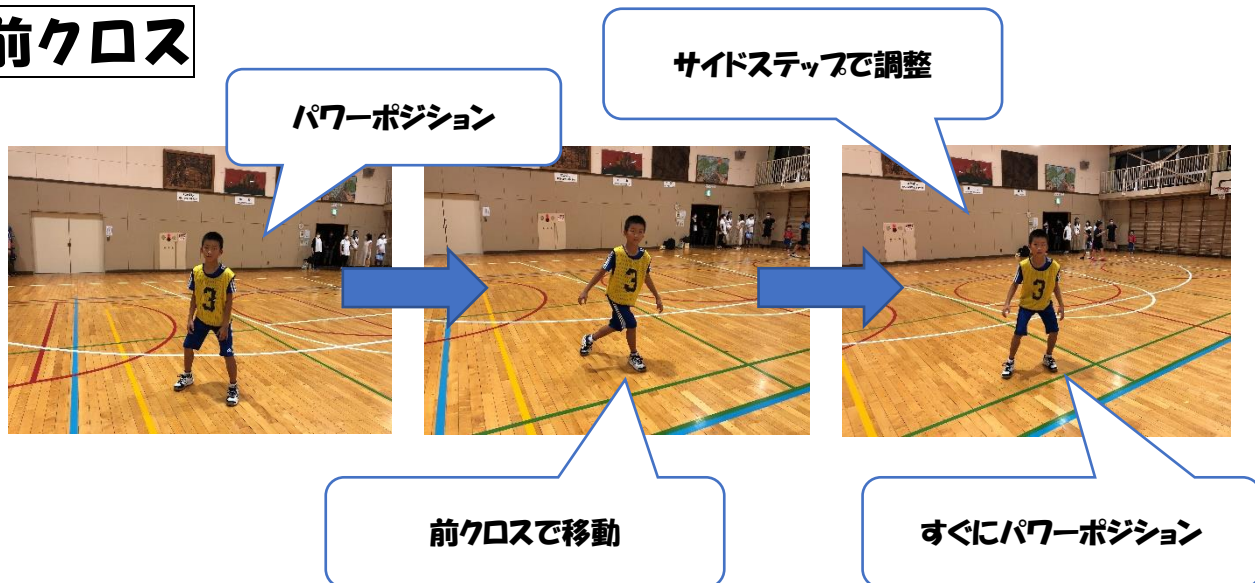 前クロス
サイドステップで調整
パワーポジション
3
3
3
前クロスで移動
すぐにパワーポジション